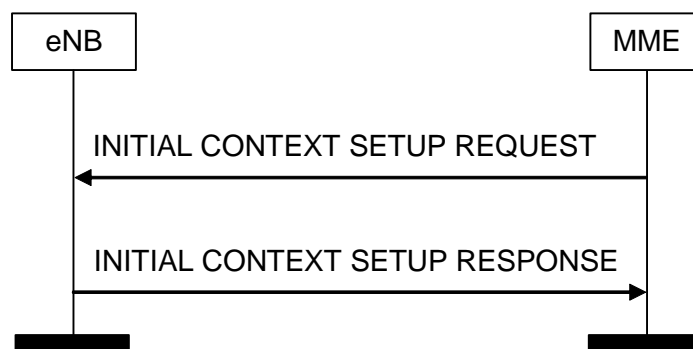 eNB
MME
INITIAL CONTEXT SETUP REQUEST
INITIAL CONTEXT SETUP RESPONSE